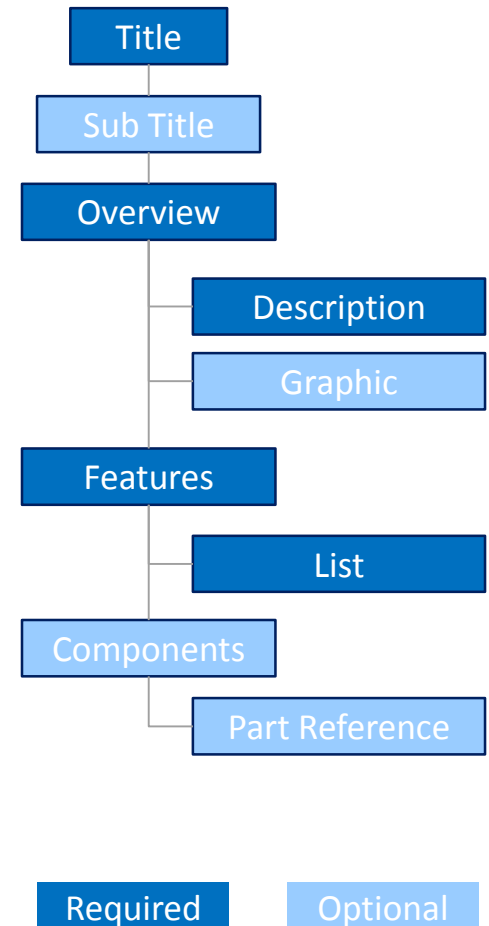 Title
Sub Title
Overview
Description
Graphic
Features
List
Components
Part Reference
Required
Optional